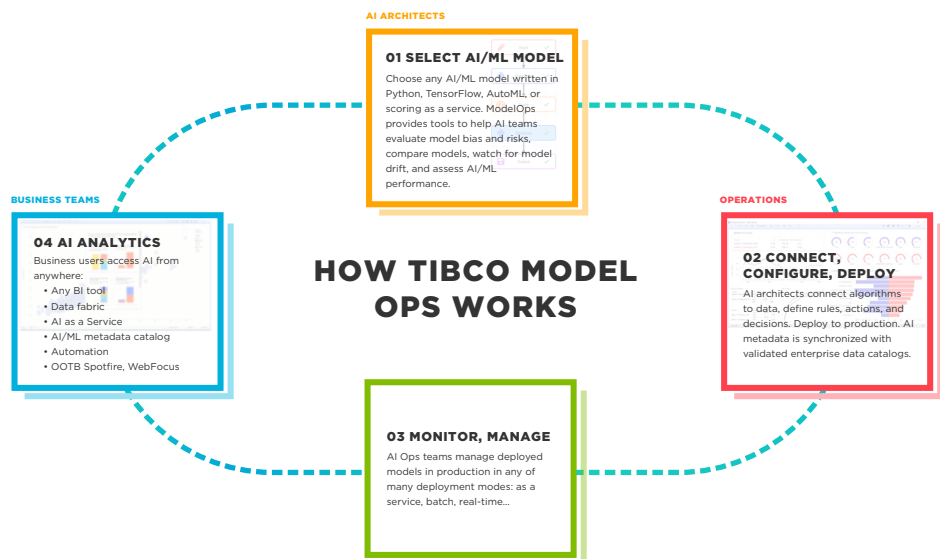 AI ARCHITECTS
01 SELECT AI/ML MODEL
Choose any AI/ML model written in
Python, TensorFlow, AutoML, or
scoring as a service. ModelOps
provides tools to help AI teams
evaluate model bias and risks,
compare models, watch for model
drift, and assess AI/ML
performance.
BUSINESS TEAMS
04 AI ANALYTICS
Business users access AI from
anywhere:
• Any BI tool
• Data fabric
• AI as a Service
• AI/ML metadata catalog
• Automation
• OOTB Spotfire, WebFocus
HOW TIBCO MODEL
OPS WORKS
OPERATIONS
02 CONNECT,
CONFIGURE, DEPLOY
AI architects connect algorithms
to data, define rules, actions, and
decisions. Deploy to production. AI
metadata is synchronized with
validated enterprise data catalogs.
03 MONITOR, MANAGE
AI Ops teams manage deployed
models in production in any of
many deployment modes: as a
service, batch, real-time…